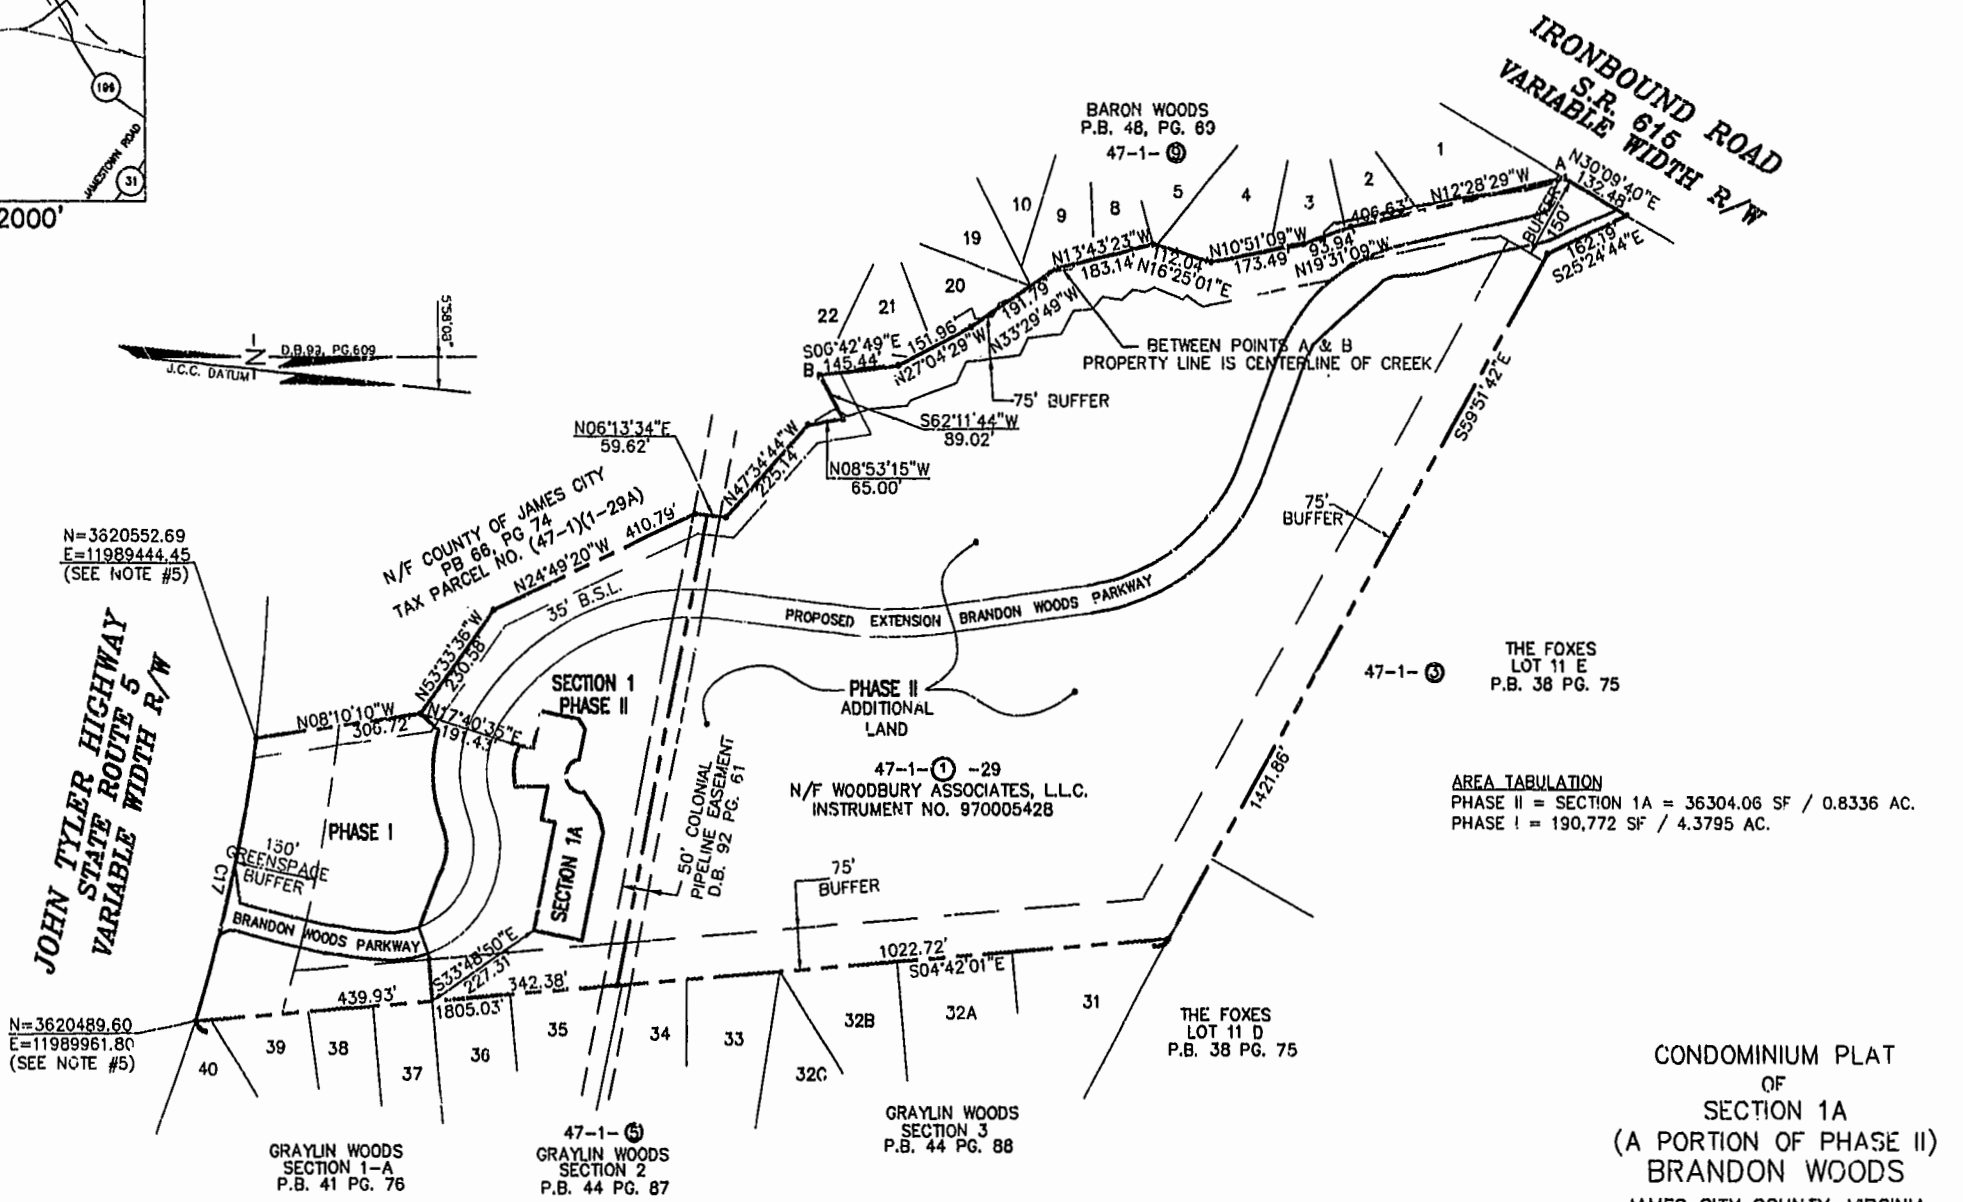 199
JAMESTOWN ROAD
31
2000'
IRONBOUND ROAD
S.R. 615
VARIABLE WIDTH R/W
BARON WOODS
P.B. 48, PG. 69
47-1-9
1
2
3
4
5
8
9
10
19
20
21
22
A
N30°09'40"E
132.48'
N12°28'29"W
406.63'
BUFFER
150'
162.19'
S25°24'44"E
N19°31'09"W
93.94'
N10°51'09"W
173.49'
112.04'
N16°25'01"E
N13°43'23"W
183.14'
191.79'
N33°29'49"W
151.96'
N27°04'29"W
S06°42'49"E
B 145.44'
BETWEEN POINTS A & B
PROPERTY LINE IS CENTERLINE OF CREEK
75' BUFFER
S62°11'44"W
89.02'
N08°53'15"W
65.00'
N47°34'44"W
225.14'
N06°13'34"E
59.62'
5°58'08"
N
D.B.92, PG.609
J.C.C. DATUM
S59°51'42"E
75'
BUFFER
N/F COUNTY OF JAMES CITY
PB 66, PG 74
TAX PARCEL NO. (47-1)(1-29A)
410.79'
N24°49'20"W
35' B.S.L.
N=3620552.69
E=11989444.45
(SEE NOTE #5)
N53°33'36"W
230.58'
PROPOSED EXTENSION BRANDON WOODS PARKWAY
JOHN TYLER HIGHWAY
STATE ROUTE 5
VARIABLE WIDTH R/W
N08°10'10"W
306.72'
N17°40'35"E
191.43'
SECTION 1
PHASE II
PHASE II
ADDITIONAL
LAND
47-1-1 -29
N/F WOODBURY ASSOCIATES, L.L.C.
INSTRUMENT NO. 970005428
47-1-3
THE FOXES
LOT 11 E
P.B. 38 PG. 75
1421.86'
AREA TABULATION
PHASE II = SECTION 1A = 36304.06 SF / 0.8336 AC.
PHASE I = 190,772 SF / 4.3795 AC.
PHASE I
150'
GREENSPACE
BUFFER
C17
SECTION 1A
50' COLONIAL
PIPELINE EASEMENT
D.B. 92 PG. 61
75'
BUFFER
BRANDON WOODS PARKWAY
S33°48'50"E
227.31'
439.93'
1805.03'
342.38'
1022.72'
S04°42'01"E
N=3620489.60
E=11989961.80
(SEE NOTE #5)
40
39
38
37
36
35
34
33
32C
32B
32A
31
THE FOXES
LOT 11 D
P.B. 38 PG. 75
GRAYLIN WOODS
SECTION 1-A
P.B. 41 PG. 76
47-1-5
GRAYLIN WOODS
SECTION 2
P.B. 44 PG. 87
GRAYLIN WOODS
SECTION 3
P.B. 44 PG. 88
CONDOMINIUM PLAT
OF
SECTION 1A
(A PORTION OF PHASE II)
BRANDON WOODS
JAMES CITY COUNTY, VIRGINIA